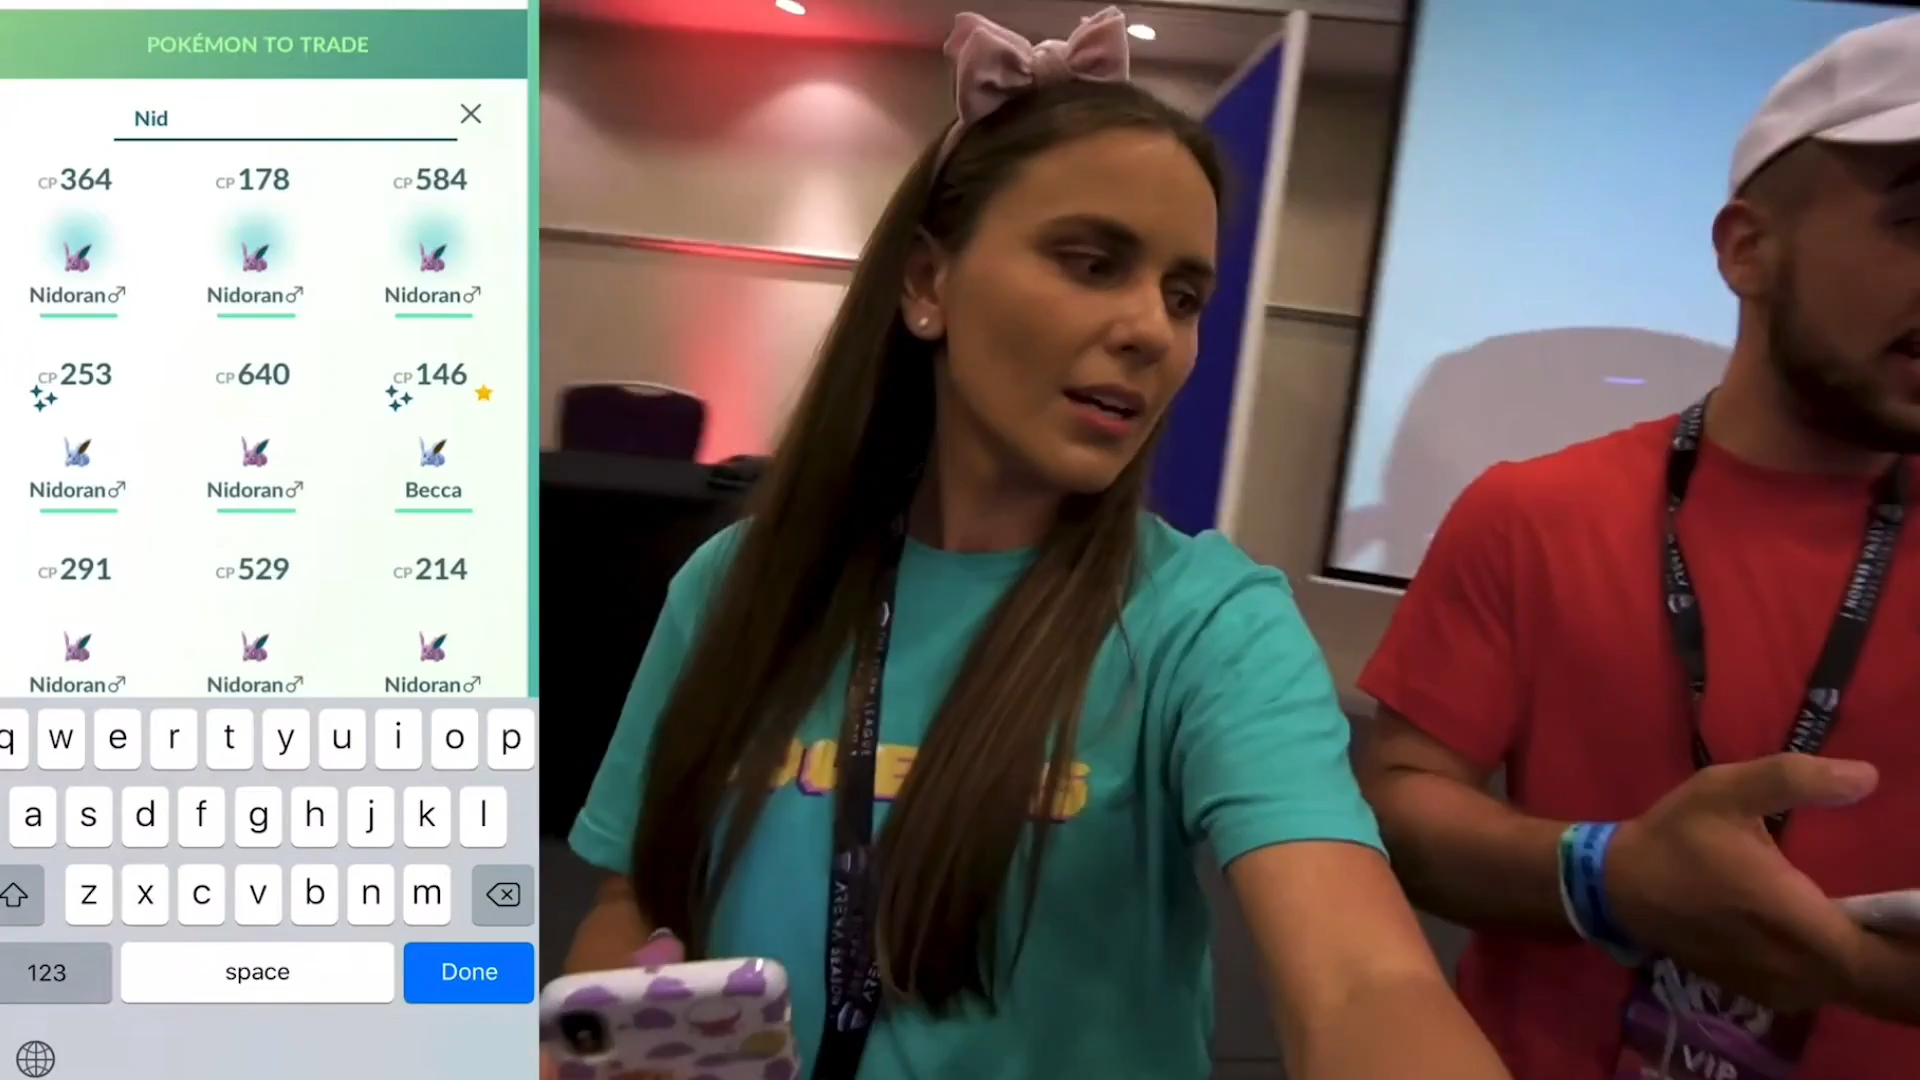 POKÉMON TO TRADE
Nid
CP364 CP178 CP584
Nidoran♂ Nidoran♂ Nidoran♂
CP253 CP640 CP146
Nidoran♂ Nidoran♂ Becca
CP291 CP529 CP214
Nidoran♂ Nidoran♂ Nidoran♂
q w e r t y u i o p
a s d f g h j k l
z x c v b n m
123 space Done
VIP